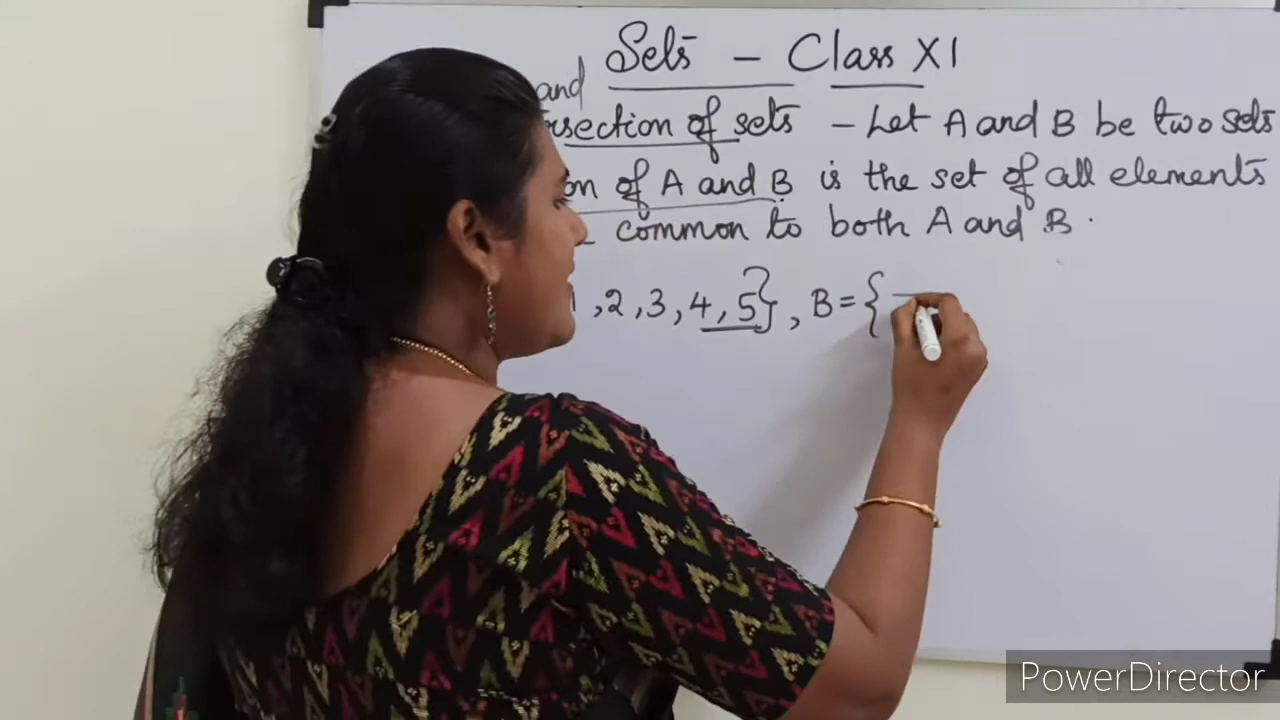 Sets - Class XI
and
rsection of sets - Let A and B be two sets
on of A and B is the set of all elements
common to both A and B.
1, 2, 3, 4, 5}, B = {
PowerDirector